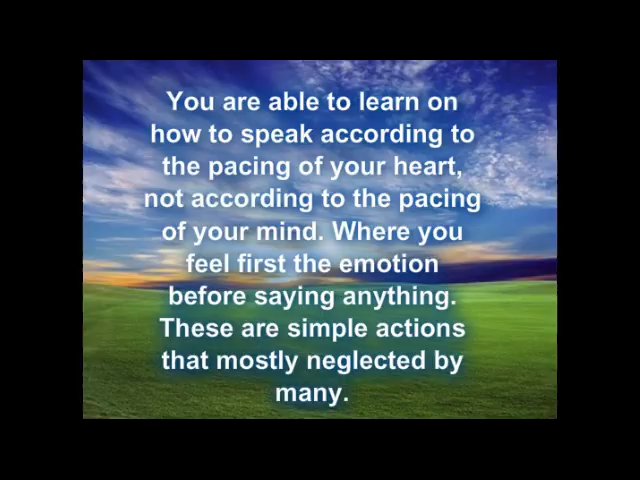 You are able to learn on
how to speak according to
the pacing of your heart,
not according to the pacing
of your mind. Where you
feel first the emotion
before saying anything.
These are simple actions
that mostly neglected by
many.